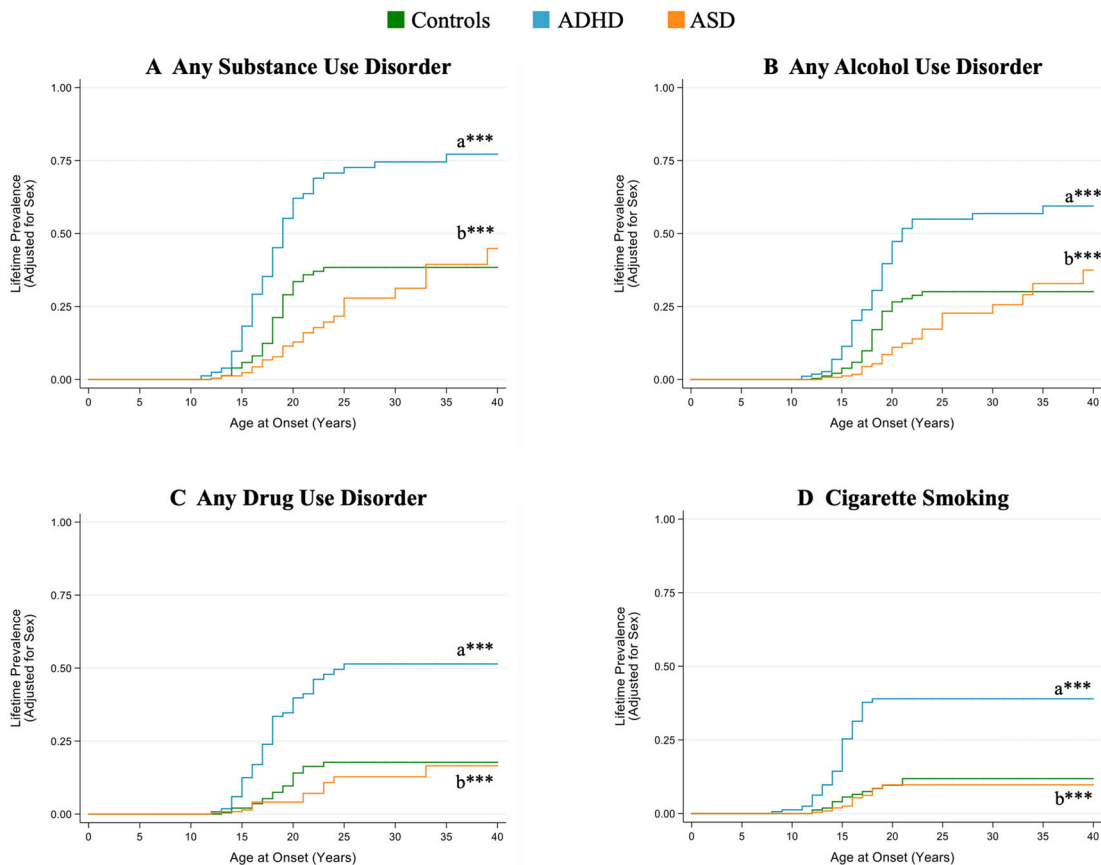 Controls ADHD ASD
A Any Substance Use Disorder
Lifetime Prevalence
(Adjusted for Sex)
1.00
0.75
0.50
0.25
0.00
a***
b***
0 5 10 15 20 25 30 35 40
Age at Onset (Years)
B Any Alcohol Use Disorder
Lifetime Prevalence
(Adjusted for Sex)
1.00
0.75
0.50
0.25
0.00
a***
b***
0 5 10 15 20 25 30 35 40
Age at Onset (Years)
C Any Drug Use Disorder
Lifetime Prevalence
(Adjusted for Sex)
1.00
0.75
0.50
0.25
0.00
a***
b***
0 5 10 15 20 25 30 35 40
Age at Onset (Years)
D Cigarette Smoking
Lifetime Prevalence
(Adjusted for Sex)
1.00
0.75
0.50
0.25
0.00
a***
b***
0 5 10 15 20 25 30 35 40
Age at Onset (Years)